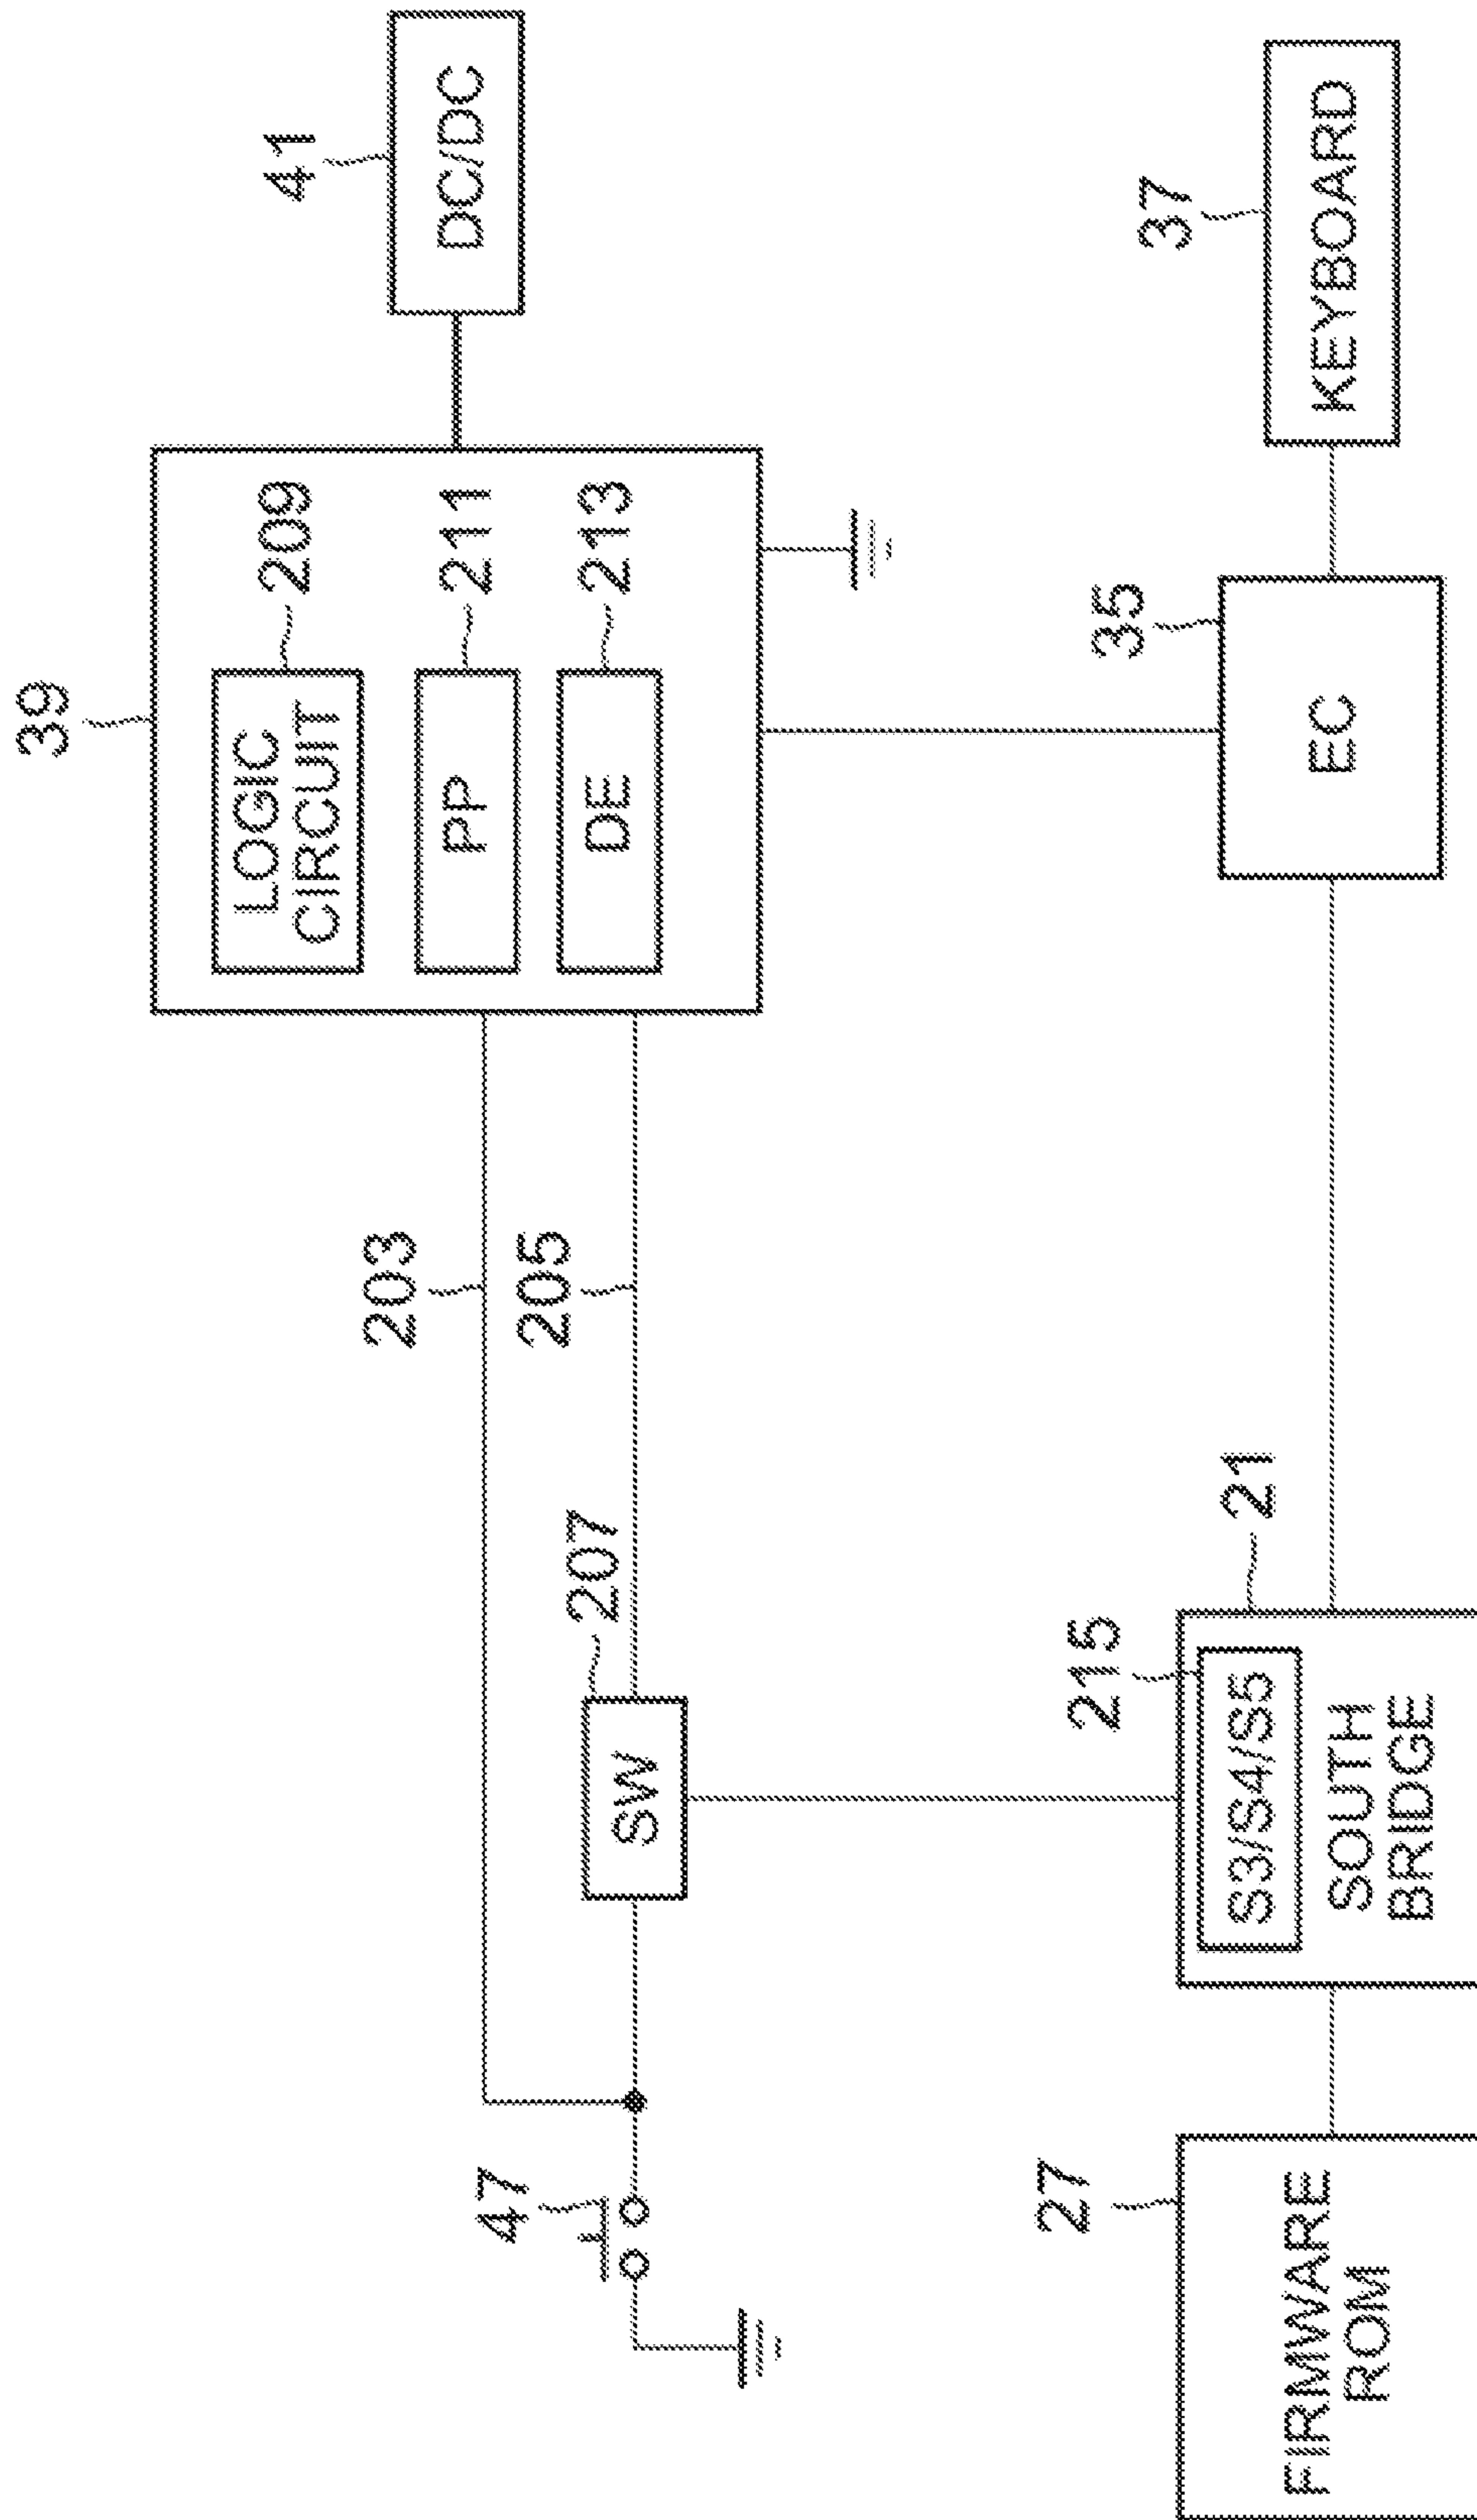 39
41
LOGIC
CIRCUIT
209
DC/DC
203
PP
211
47
205
DE
213
207
SW
215
21
35
37
27
S3/S4/S5
FIRMWARE
ROM
SOUTH
BRIDGE
EC
KEYBOARD